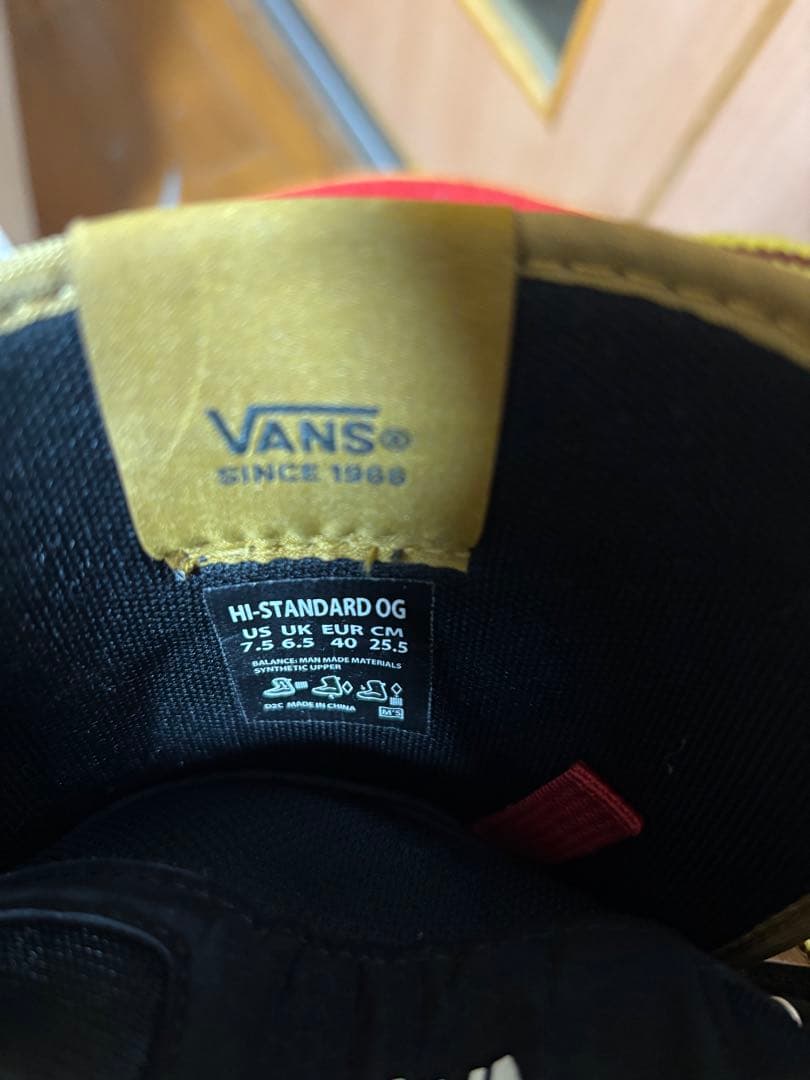 VANS®
SINCE 1966
HI-STANDARD OG
US UK EUR CM
7.5 6.5 40 25.5
BALANCE: MAN MADE MATERIALS
SYNTHETIC UPPER
D2C MADE IN CHINA
M'S